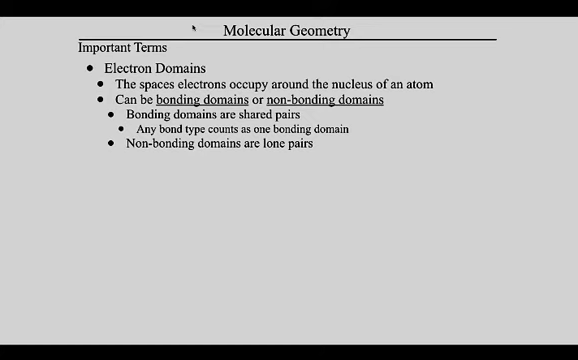 Molecular Geometry
Important Terms
● Electron Domains
● The spaces electrons occupy around the nucleus of an atom
● Can be bonding domains or non-bonding domains
● Bonding domains are shared pairs
● Any bond type counts as one bonding domain
● Non-bonding domains are lone pairs